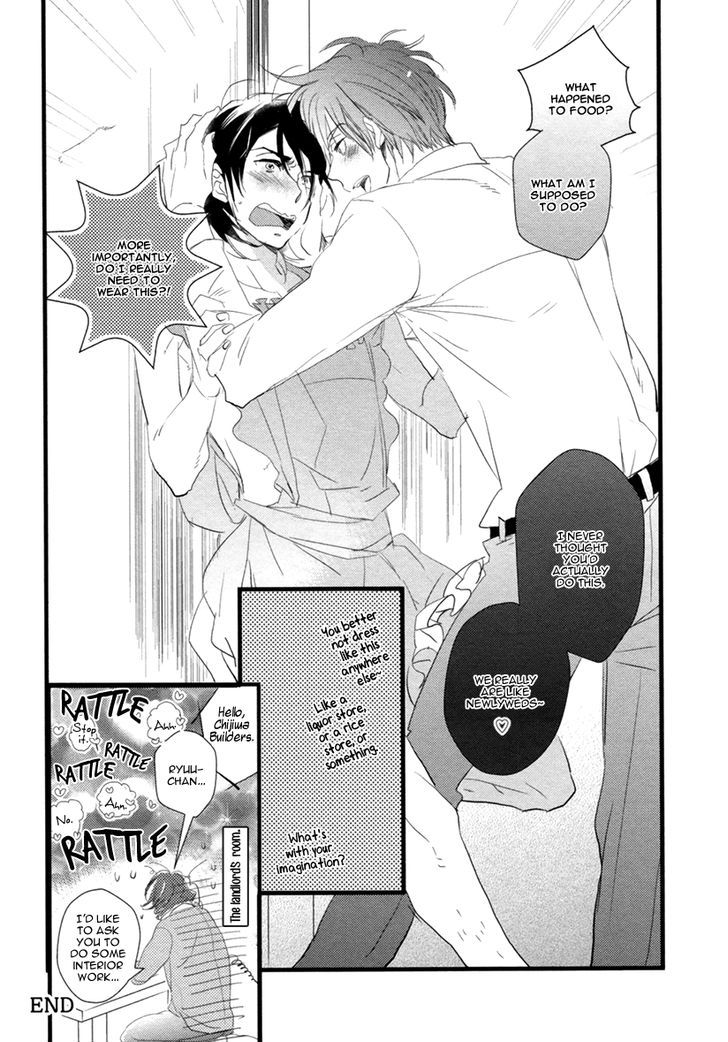 WHAT
HAPPENED
TO FOOD?
WHAT AM I
SUPPOSED
TO DO?
MORE
IMPORTANTLY,
DO I REALLY
NEED TO
WEAR THIS?!
I NEVER
THOUGHT
YOU'D
ACTUALLY
DO THIS.
WE REALLY
ARE LIKE
NEWLYWEDS~
♡
You better
not dress
like this
anywhere
else~
Like a
liquor store,
or a rice
store, or
something.
What's
with your
imagination?
Hello,
Chijiwa
Builders.
RATTLE
Stop
it.
Ahh.
RATTLE
RATTLE
Ahn.
No.
RATTLE
RYUU-
CHAN...
The landlord's room.
I'D LIKE
TO ASK
YOU TO
DO SOME
INTERIOR
WORK...
END